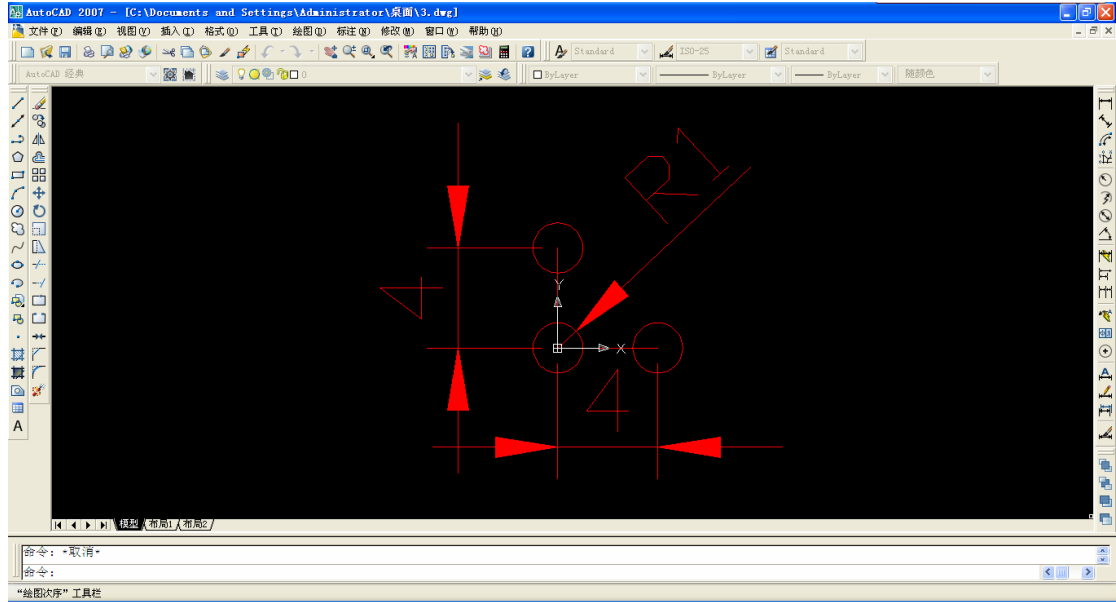 AutoCAD 2007 - [C:\Documents and Settings\Administrator\桌面\3.dwg]
文件(F) 编辑(E) 视图(V) 插入(I) 格式(O) 工具(T) 绘图(D) 标注(N) 修改(M) 窗口(W) 帮助(H)
Standard ISO-25 Standard
AutoCAD 经典 0 ByLayer ByLayer ByLayer 随颜色
R1
4
Y
X
4
A
模型 布局1 布局2
命令: *取消*
命令:
“绘图次序”工具栏